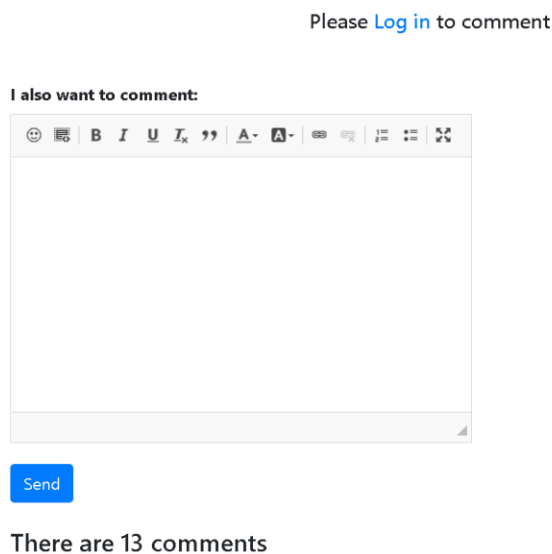 Please Log in to comment
I also want to comment:
Send
There are 13 comments